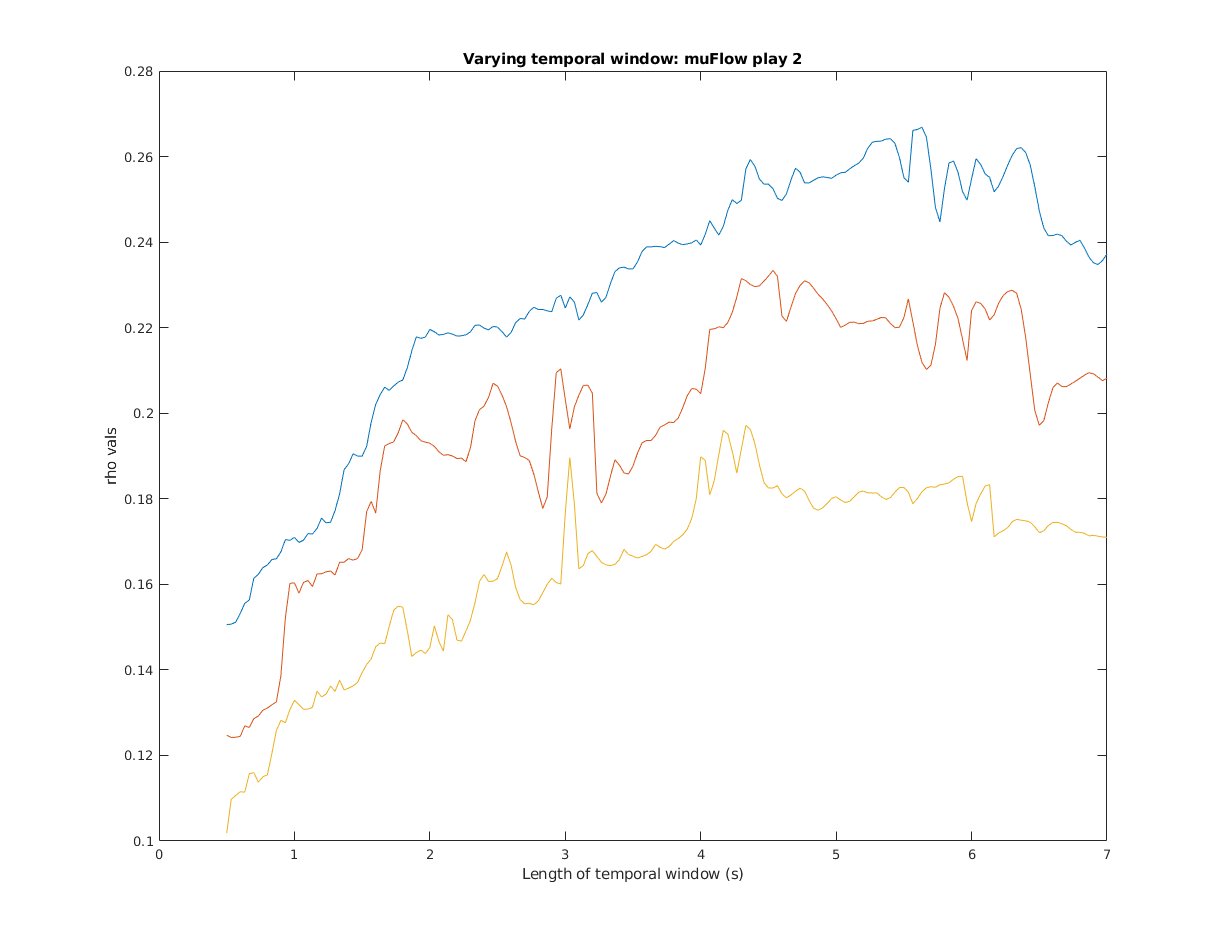 Varying temporal window: muFlow play 2
0.28
0.26
0.24
0.22
0.2
0.18
0.16
0.14
0.12
0.1
rho vals
0 1 2 3 4 5 6 7
Length of temporal window (s)